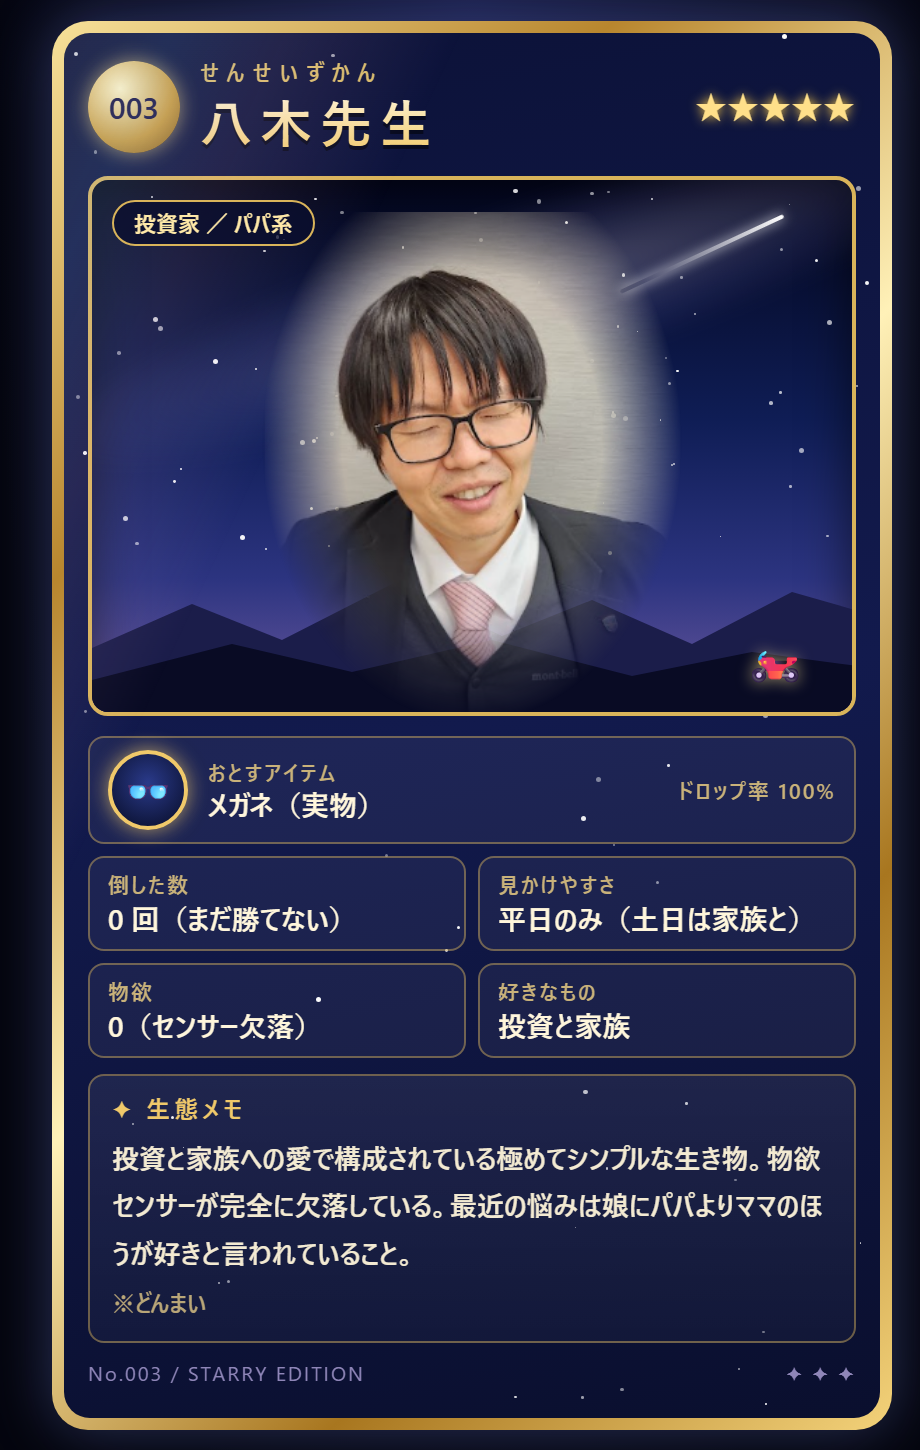 003
せんせいずかん
八木先生
★★★★★
投資家 ／ パパ系
mont-bell
おとすアイテム
メガネ（実物）
ドロップ率 100%
倒した数
0 回（まだ勝てない）
見かけやすさ
平日のみ（土日は家族と）
物欲
0（センサー欠落）
好きなもの
投資と家族
✦ 生態メモ
投資と家族への愛で構成されている極めてシンプルな生き物。物欲
センサーが完全に欠落している。最近の悩みは娘にパパよりママのほ
うが好きと言われていること。
※どんまい
No.003 / STARRY EDITION
✦ ✦ ✦